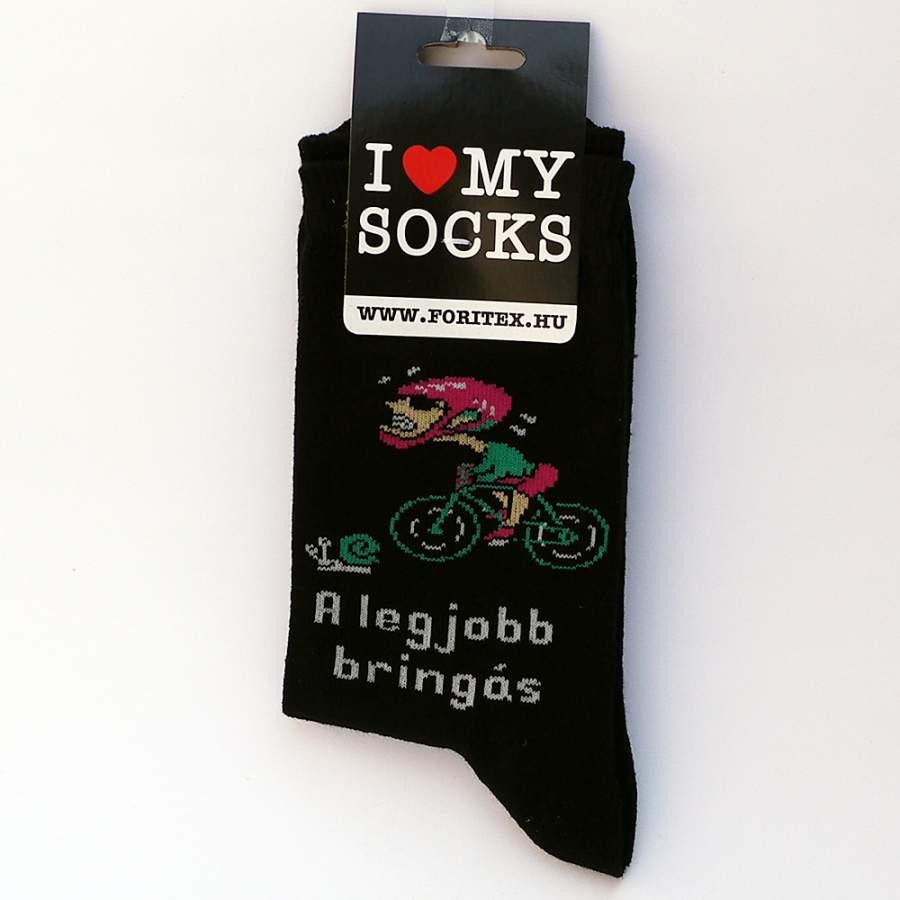 I ❤ MY
SOCKS
WWW.FORITEX.HU
A legjobb
bringás